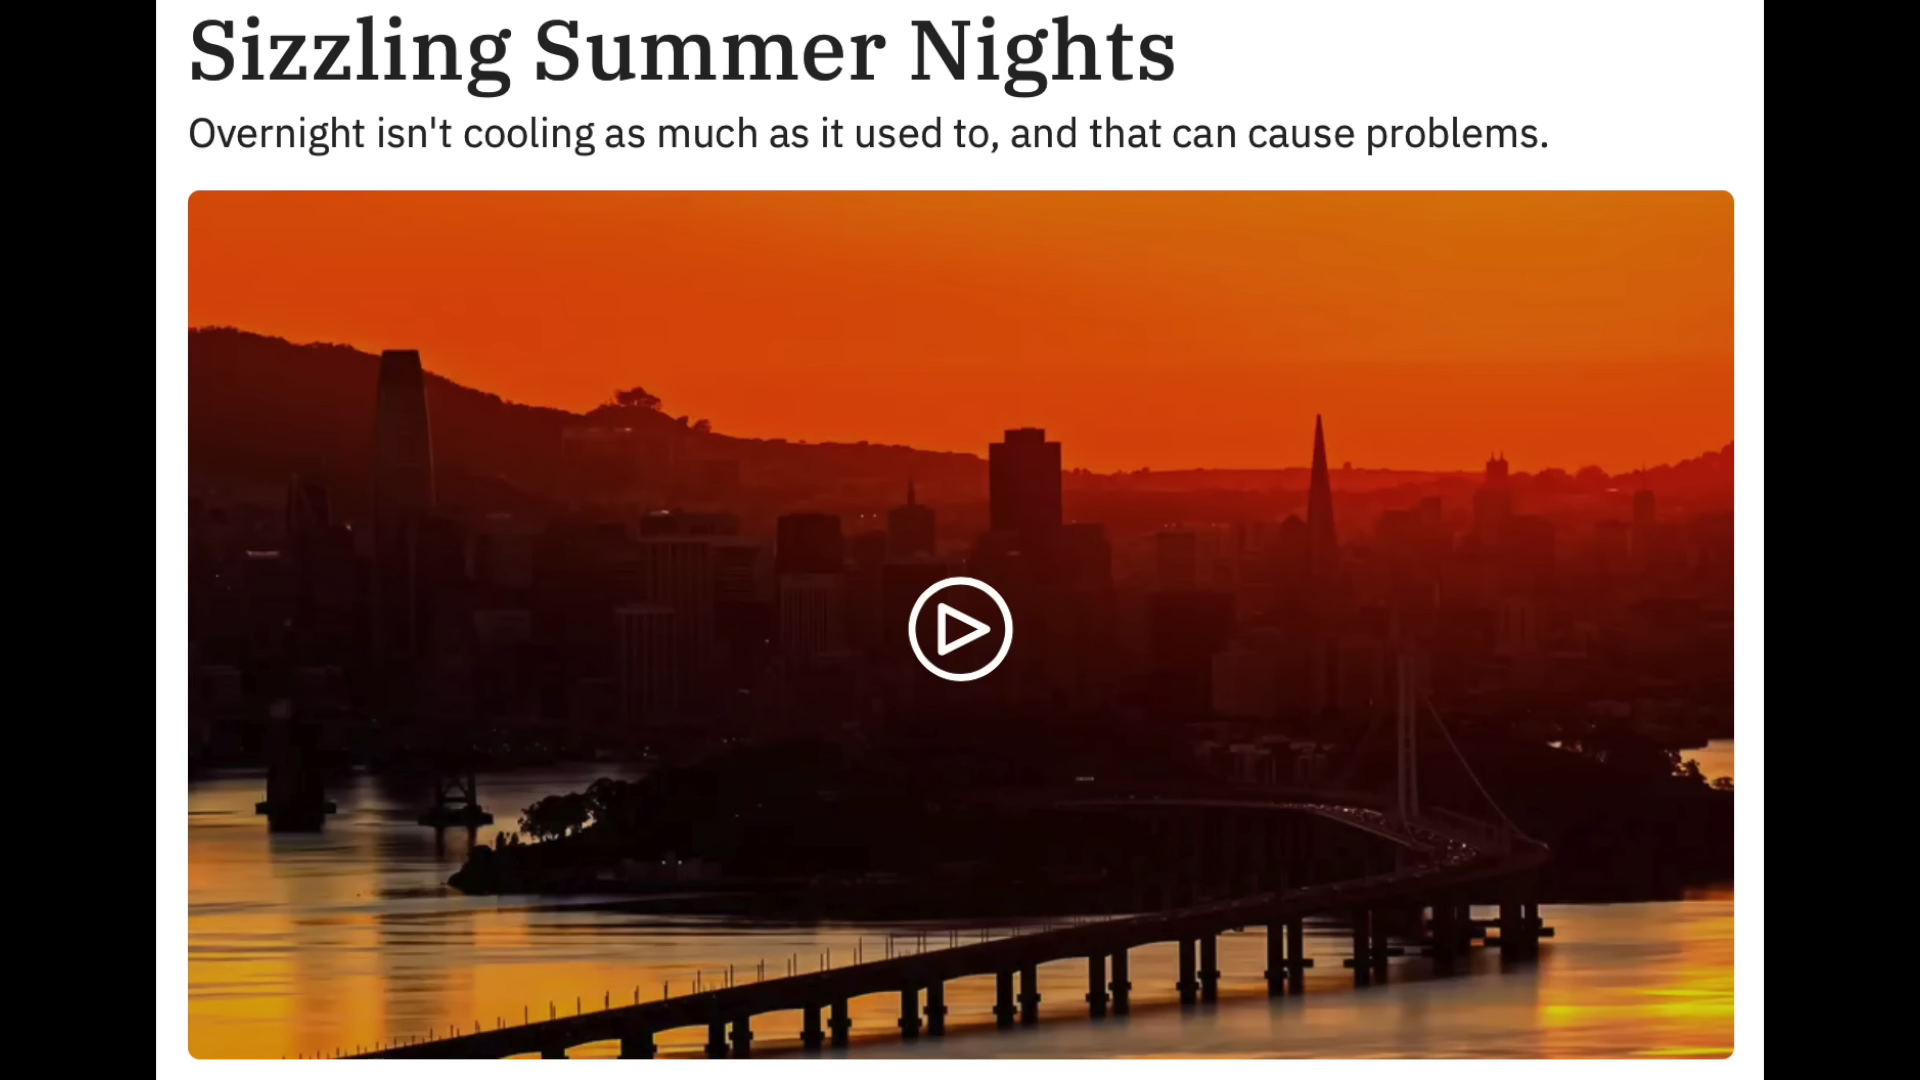 Sizzling Summer Nights
Overnight isn't cooling as much as it used to, and that can cause problems.